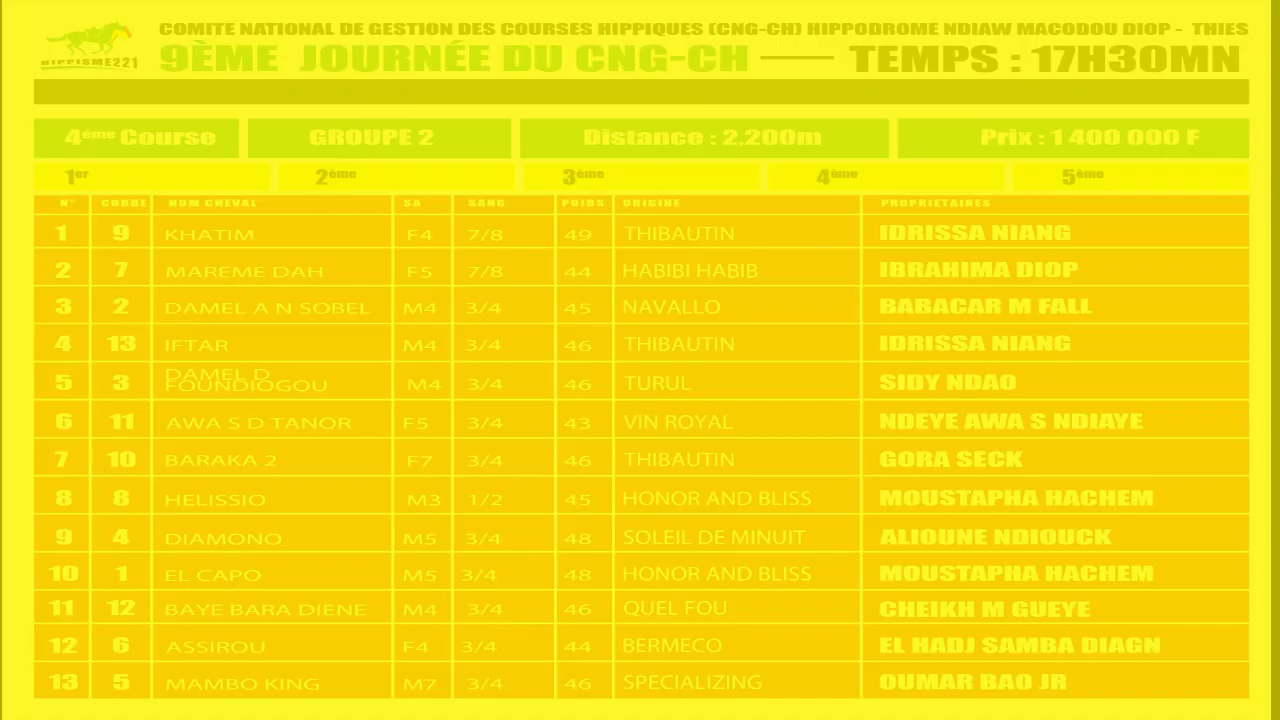 COMITE NATIONAL DE GESTION DES COURSES HIPPIQUES (CNG-CH) HIPPODROME NDIAW MACODOU DIOP - THIES
HIPPISME221
9ÈME JOURNÉE DU CNG-CH — TEMPS : 17H30MN
4éme Course GROUPE 2 Distance : 2,200m Prix : 1 400 000 F
1er 2ème 3ème 4ème 5ème
N° CORDE NOM CHEVAL SA SANG POIDS ORIGINE PROPRIETAIRES
1 9 KHATIM F4 7/8 49 THIBAUTIN IDRISSA NIANG
2 7 MAREME DAH F5 7/8 44 HABIBI HABIB IBRAHIMA DIOP
3 2 DAMEL A N SOBEL M4 3/4 45 NAVALLO BABACAR M FALL
4 13 IFTAR M4 3/4 46 THIBAUTIN IDRISSA NIANG
5 3 DAMEL D FOUNDIOGOU M4 3/4 46 TURUL SIDY NDAO
6 11 AWA S D TANOR F5 3/4 43 VIN ROYAL NDEYE AWA S NDIAYE
7 10 BARAKA 2 F7 3/4 46 THIBAUTIN GORA SECK
8 8 HELISSIO M3 1/2 45 HONOR AND BLISS MOUSTAPHA HACHEM
9 4 DIAMONO M5 3/4 48 SOLEIL DE MINUIT ALIOUNE NDIOUCK
10 1 EL CAPO M5 3/4 48 HONOR AND BLISS MOUSTAPHA HACHEM
11 12 BAYE BARA DIENE M4 3/4 46 QUEL FOU CHEIKH M GUEYE
12 6 ASSIROU F4 3/4 44 BERMECO EL HADJ SAMBA DIAGN
13 5 MAMBO KING M7 3/4 46 SPECIALIZING OUMAR BAO JR